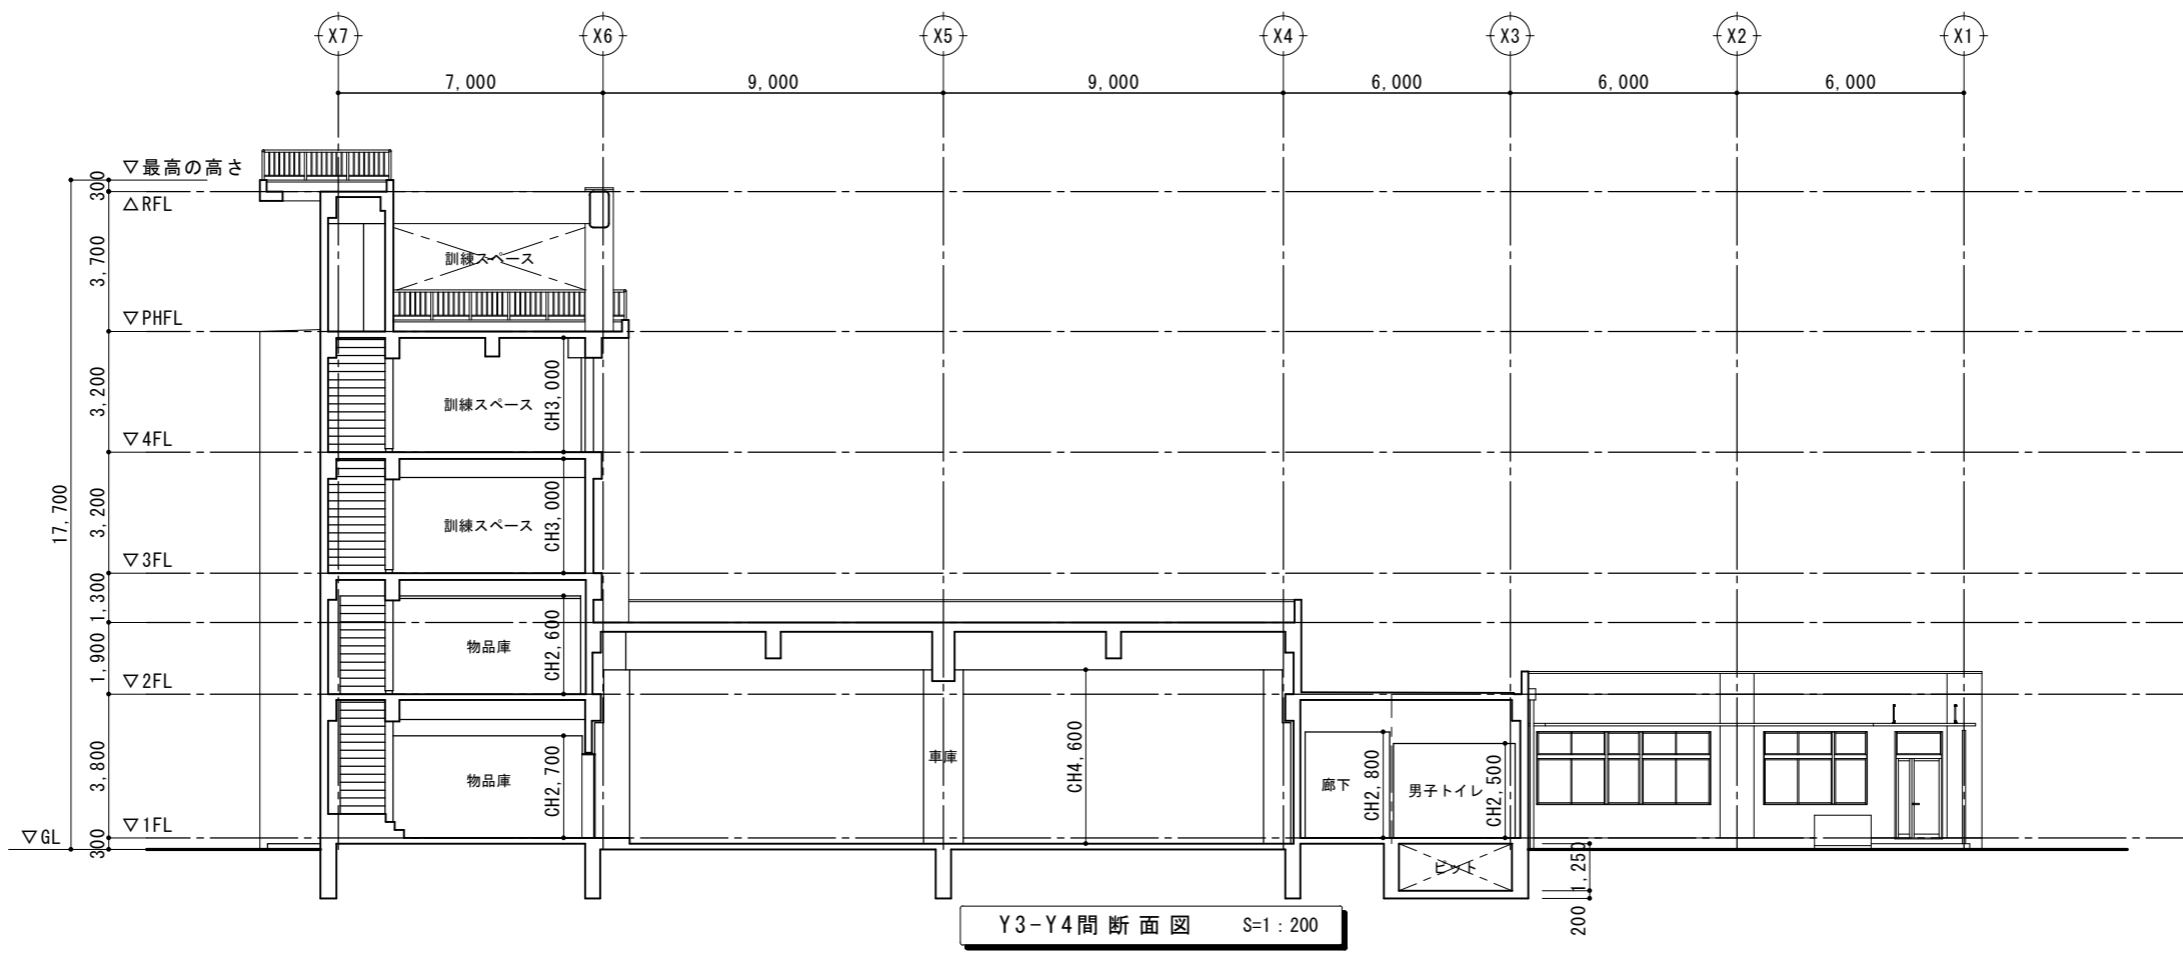 X7 X6 X5 X4 X3 X2 X1
7,000 9,000 9,000 6,000 6,000 6,000
▽最高の高さ
300
△RFL
3,700
訓練スペース
▽PHFL
3,200
訓練スペース
CH3,000
▽4FL
17,700
3,200
訓練スペース
CH3,000
▽3FL
1,300
1,900
物品庫
CH2,600
▽2FL
3,800
物品庫
CH2,700
車庫
CH4,600
廊下
CH2,800
男子トイレ
CH2,500
▽1FL
▽GL
300
ピット
1,250
200
Y3-Y4間断面図 S=1：200